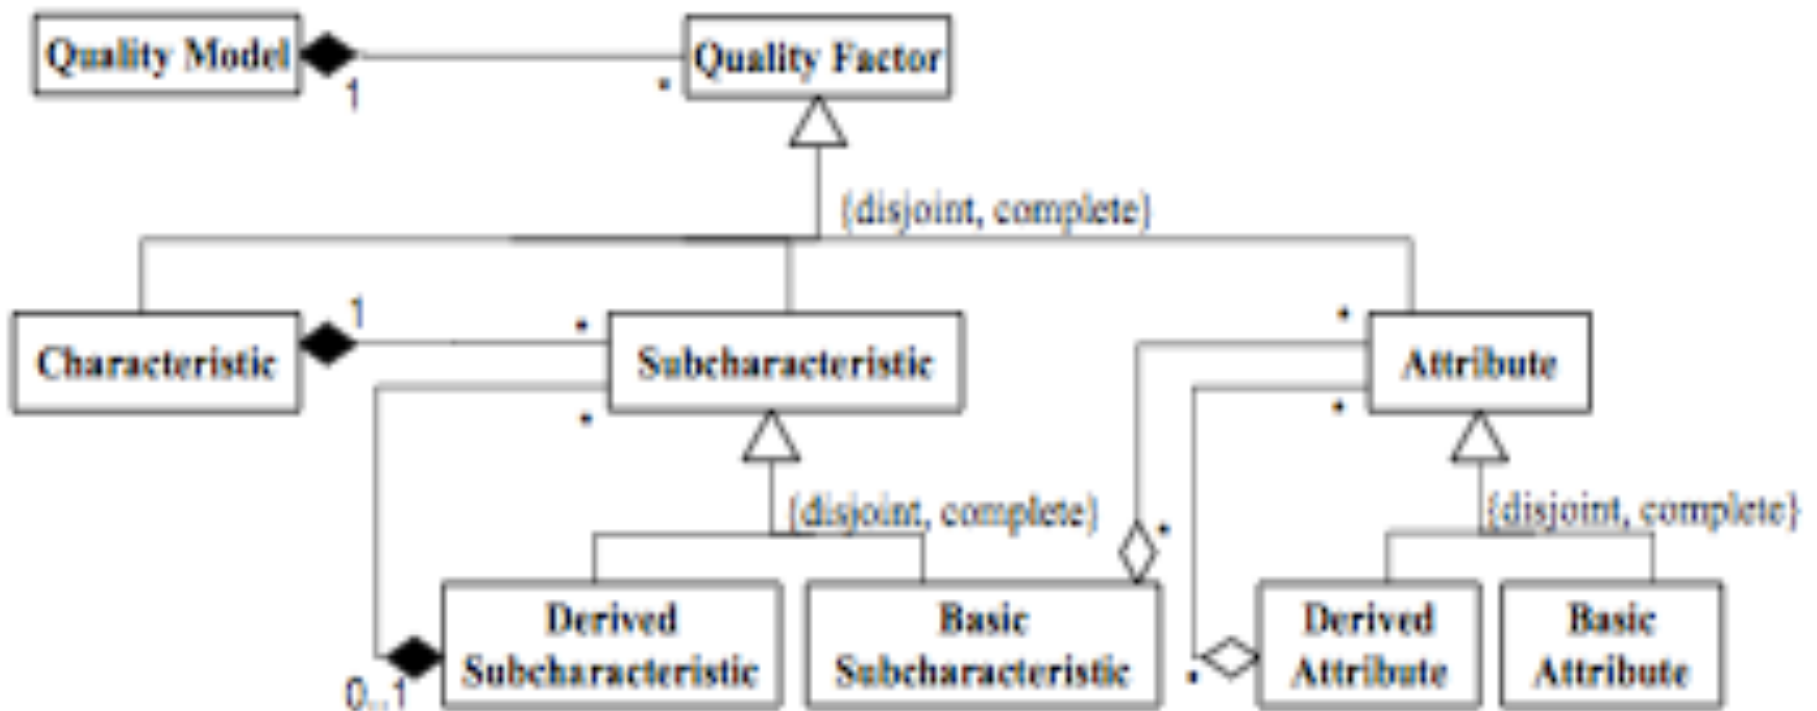 Quality Model
Quality Factor
1
*
{disjoint, complete}
Characteristic
1
*
Subcharacteristic
*
*
Attribute
*
{disjoint, complete}
*
{disjoint, complete}
Derived
Subcharacteristic
0..1
Basic
Subcharacteristic
Derived
Attribute
*
Basic
Attribute